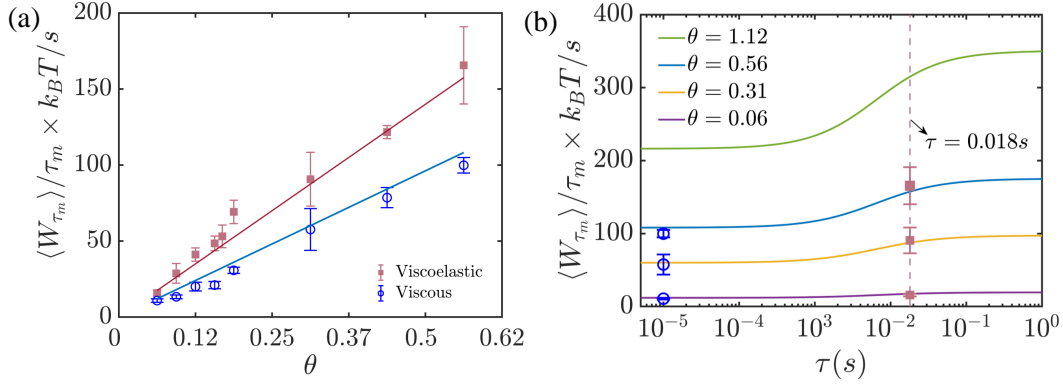 (a)
⟨W_{τ_m}⟩/τ_m × k_BT/s
200
150
100
50
0
0
0.12
0.25
0.37
0.5
0.62
θ
Viscoelastic
Viscous
(b)
⟨W_{τ_m}⟩/τ_m × k_BT/s
400
300
200
100
0
θ = 1.12
θ = 0.56
θ = 0.31
θ = 0.06
τ = 0.018s
10^{-5} 10^{-4} 10^{3} 10^{-2} 10^{-1} 10^{0}
τ(s)